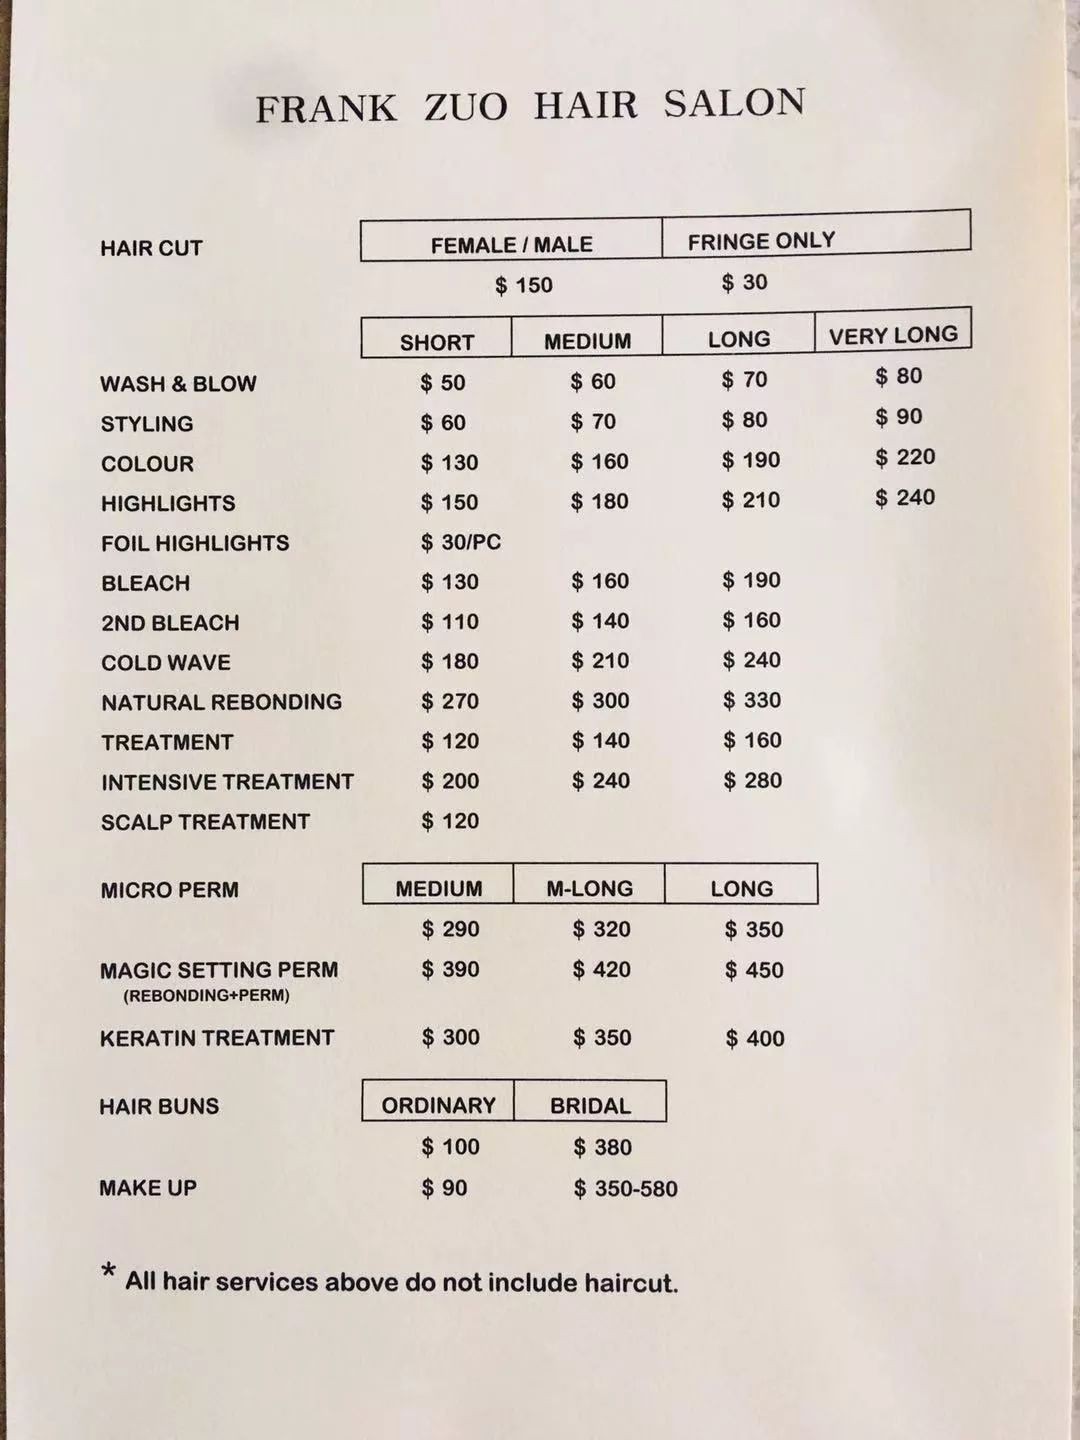 FRANK ZUO HAIR SALON
HAIR CUT FEMALE / MALE FRINGE ONLY
$ 150 $ 30
SHORT MEDIUM LONG VERY LONG
WASH & BLOW $ 50 $ 60 $ 70 $ 80
STYLING $ 60 $ 70 $ 80 $ 90
COLOUR $ 130 $ 160 $ 190 $ 220
HIGHLIGHTS $ 150 $ 180 $ 210 $ 240
FOIL HIGHLIGHTS $ 30/PC
BLEACH $ 130 $ 160 $ 190
2ND BLEACH $ 110 $ 140 $ 160
COLD WAVE $ 180 $ 210 $ 240
NATURAL REBONDING $ 270 $ 300 $ 330
TREATMENT $ 120 $ 140 $ 160
INTENSIVE TREATMENT $ 200 $ 240 $ 280
SCALP TREATMENT $ 120
MICRO PERM MEDIUM M-LONG LONG
$ 290 $ 320 $ 350
MAGIC SETTING PERM $ 390 $ 420 $ 450
(REBONDING+PERM)
KERATIN TREATMENT $ 300 $ 350 $ 400
HAIR BUNS ORDINARY BRIDAL
$ 100 $ 380
MAKE UP $ 90 $ 350-580
* All hair services above do not include haircut.